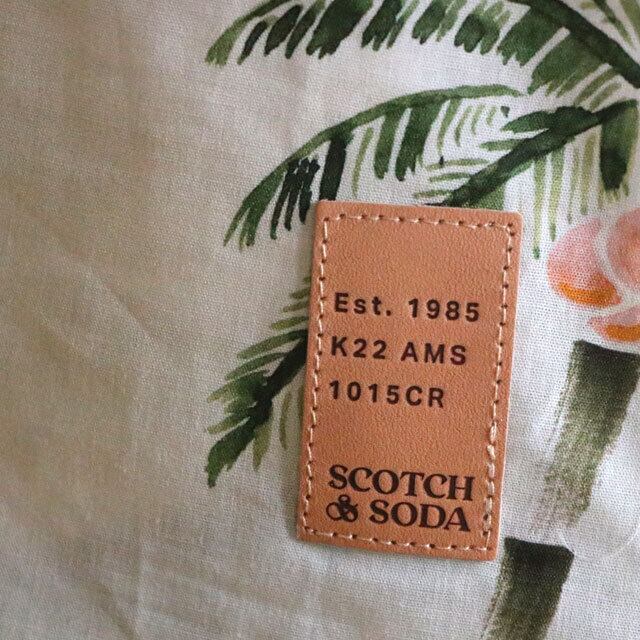 Est. 1985
K22 AMS
1015CR
SCOTCH
& SODA